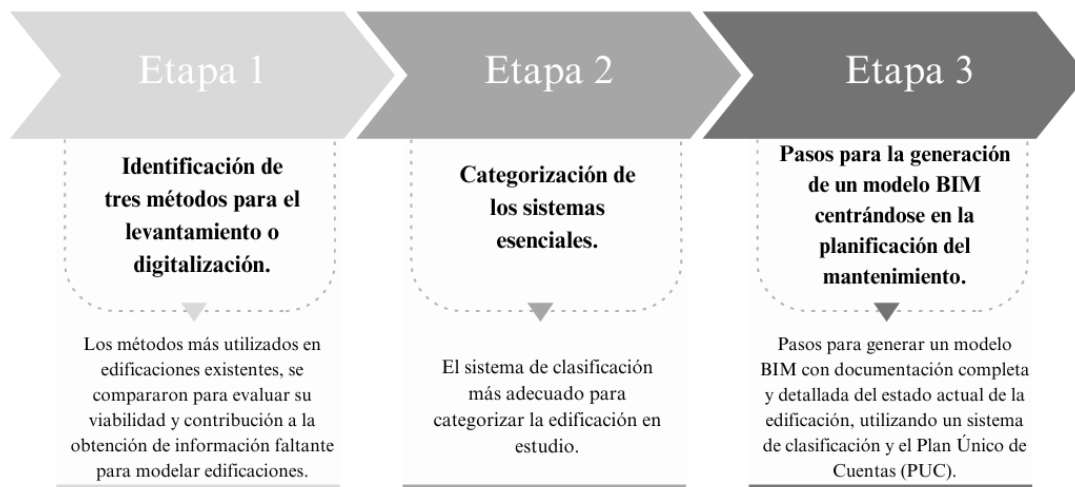 Etapa 1
Identificación de
tres métodos para el
levantamiento o
digitalización.
Los métodos más utilizados en
edificaciones existentes, se
compararon para evaluar su
viabilidad y contribución a la
obtención de información faltante
para modelar edificaciones.
Etapa 2
Categorización de
los sistemas
esenciales.
El sistema de clasificación
más adecuado para
categorizar la edificación en
estudio.
Etapa 3
Pasos para la generación
de un modelo BIM
centrándose en la
planificación del
mantenimiento.
Pasos para generar un modelo
BIM con documentación completa
y detallada del estado actual de la
edificación, utilizando un sistema
de clasificación y el Plan Único de
Cuentas (PUC).